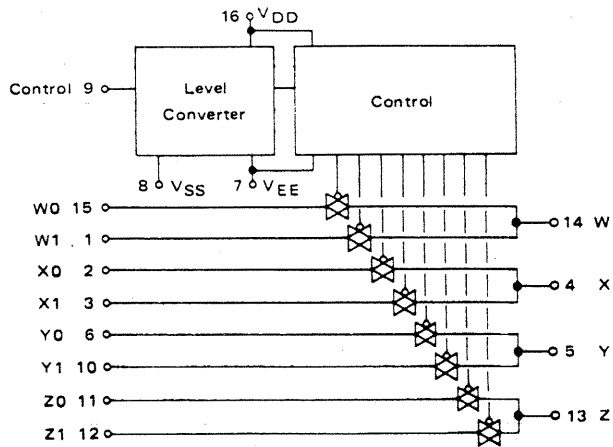 16 VDD
Control 9
Level
Converter
Control
8 VSS
7 VEE
W0 15
14 W
W1 1
X0 2
4 X
X1 3
Y0 6
5 Y
Y1 10
Z0 11
13 Z
Z1 12